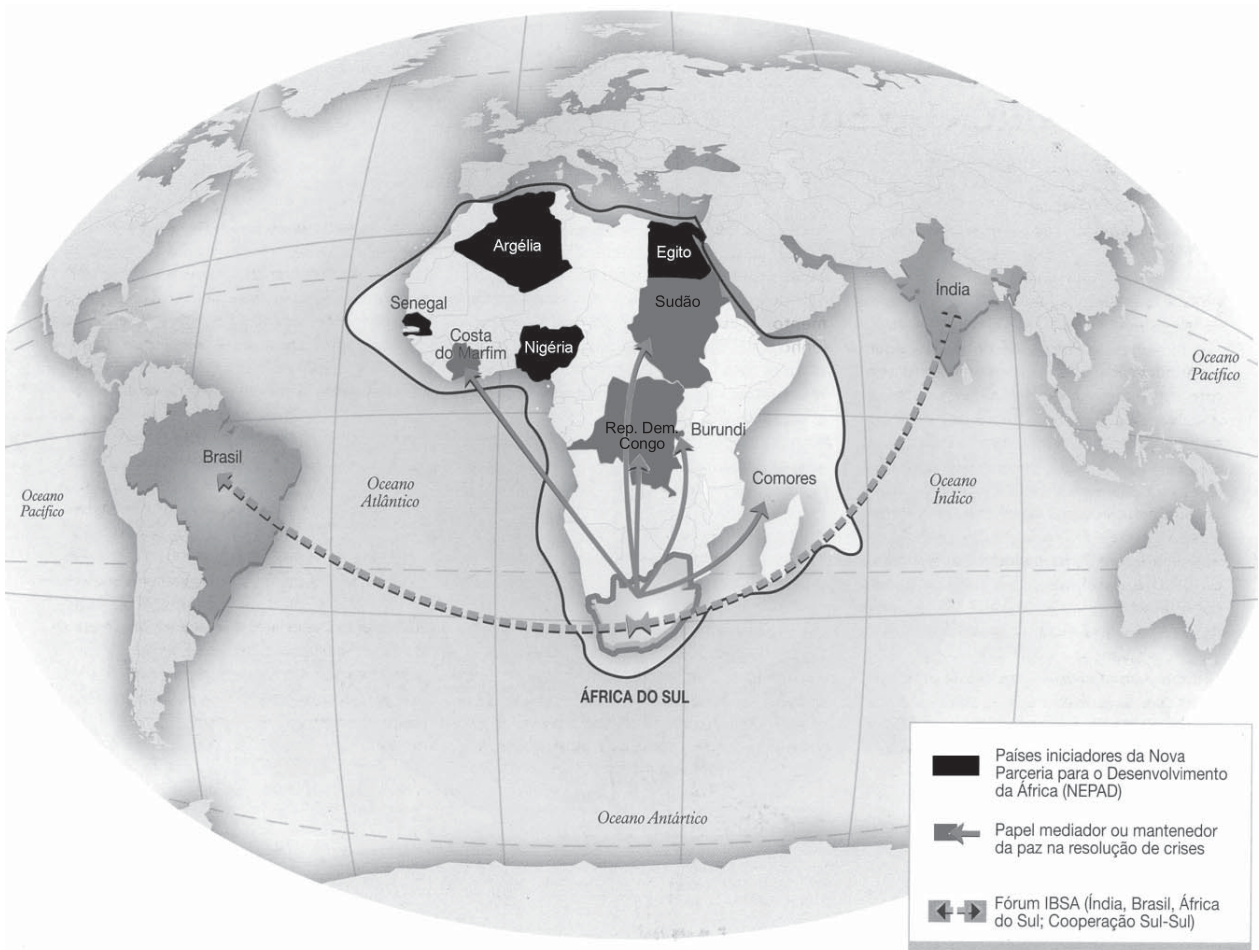 Argélia
Egito
Senegal
Sudão
Índia
Costa
do Marfim
Nigéria
Oceano
Pacífico
Rep. Dem.
Congo
Burundi
Brasil
Comores
Oceano
Atlântico
Oceano
Índico
Oceano
Pacífico
ÁFRICA DO SUL
Oceano Antártico
Países iniciadores da Nova
Parceria para o Desenvolvimento
da África (NEPAD)
Papel mediador ou mantenedor
da paz na resolução de crises
Fórum IBSA (Índia, Brasil, África
do Sul; Cooperação Sul-Sul)